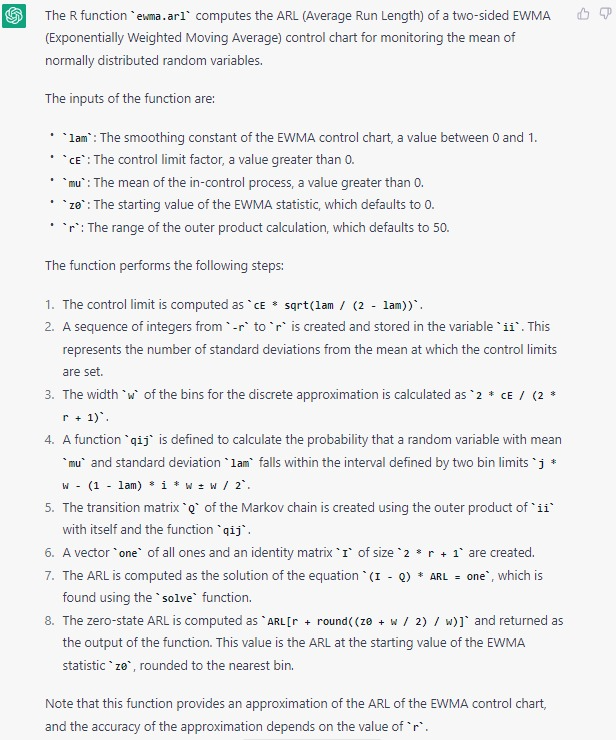 The R function `ewma.arl` computes the ARL (Average Run Length) of a two-sided EWMA
(Exponentially Weighted Moving Average) control chart for monitoring the mean of
normally distributed random variables.
The inputs of the function are:
• `lam`: The smoothing constant of the EWMA control chart, a value between 0 and 1.
• `cE`: The control limit factor, a value greater than 0.
• `mu`: The mean of the in-control process, a value greater than 0.
• `z0`: The starting value of the EWMA statistic, which defaults to 0.
• `r`: The range of the outer product calculation, which defaults to 50.
The function performs the following steps:
1. The control limit is computed as `cE * sqrt(lam / (2 - lam))`.
2. A sequence of integers from `-r` to `r` is created and stored in the variable `ii`. This
represents the number of standard deviations from the mean at which the control limits
are set.
3. The width `w` of the bins for the discrete approximation is calculated as `2 * cE / (2 *
r + 1)`.
4. A function `qij` is defined to calculate the probability that a random variable with mean
`mu` and standard deviation `lam` falls within the interval defined by two bin limits `j *
w - (1 - lam) * i * w ± w / 2`.
5. The transition matrix `Q` of the Markov chain is created using the outer product of `ii`
with itself and the function `qij`.
6. A vector `one` of all ones and an identity matrix `I` of size `2 * r + 1` are created.
7. The ARL is computed as the solution of the equation `(I - Q) * ARL = one`, which is
found using the `solve` function.
8. The zero-state ARL is computed as `ARL[r + round((z0 + w / 2) / w)]` and returned as
the output of the function. This value is the ARL at the starting value of the EWMA
statistic `z0`, rounded to the nearest bin.
Note that this function provides an approximation of the ARL of the EWMA control chart,
and the accuracy of the approximation depends on the value of `r`.